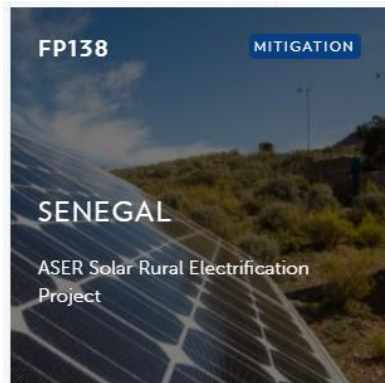 FP138
MITIGATION
SENEGAL
ASER Solar Rural Electrification
Project